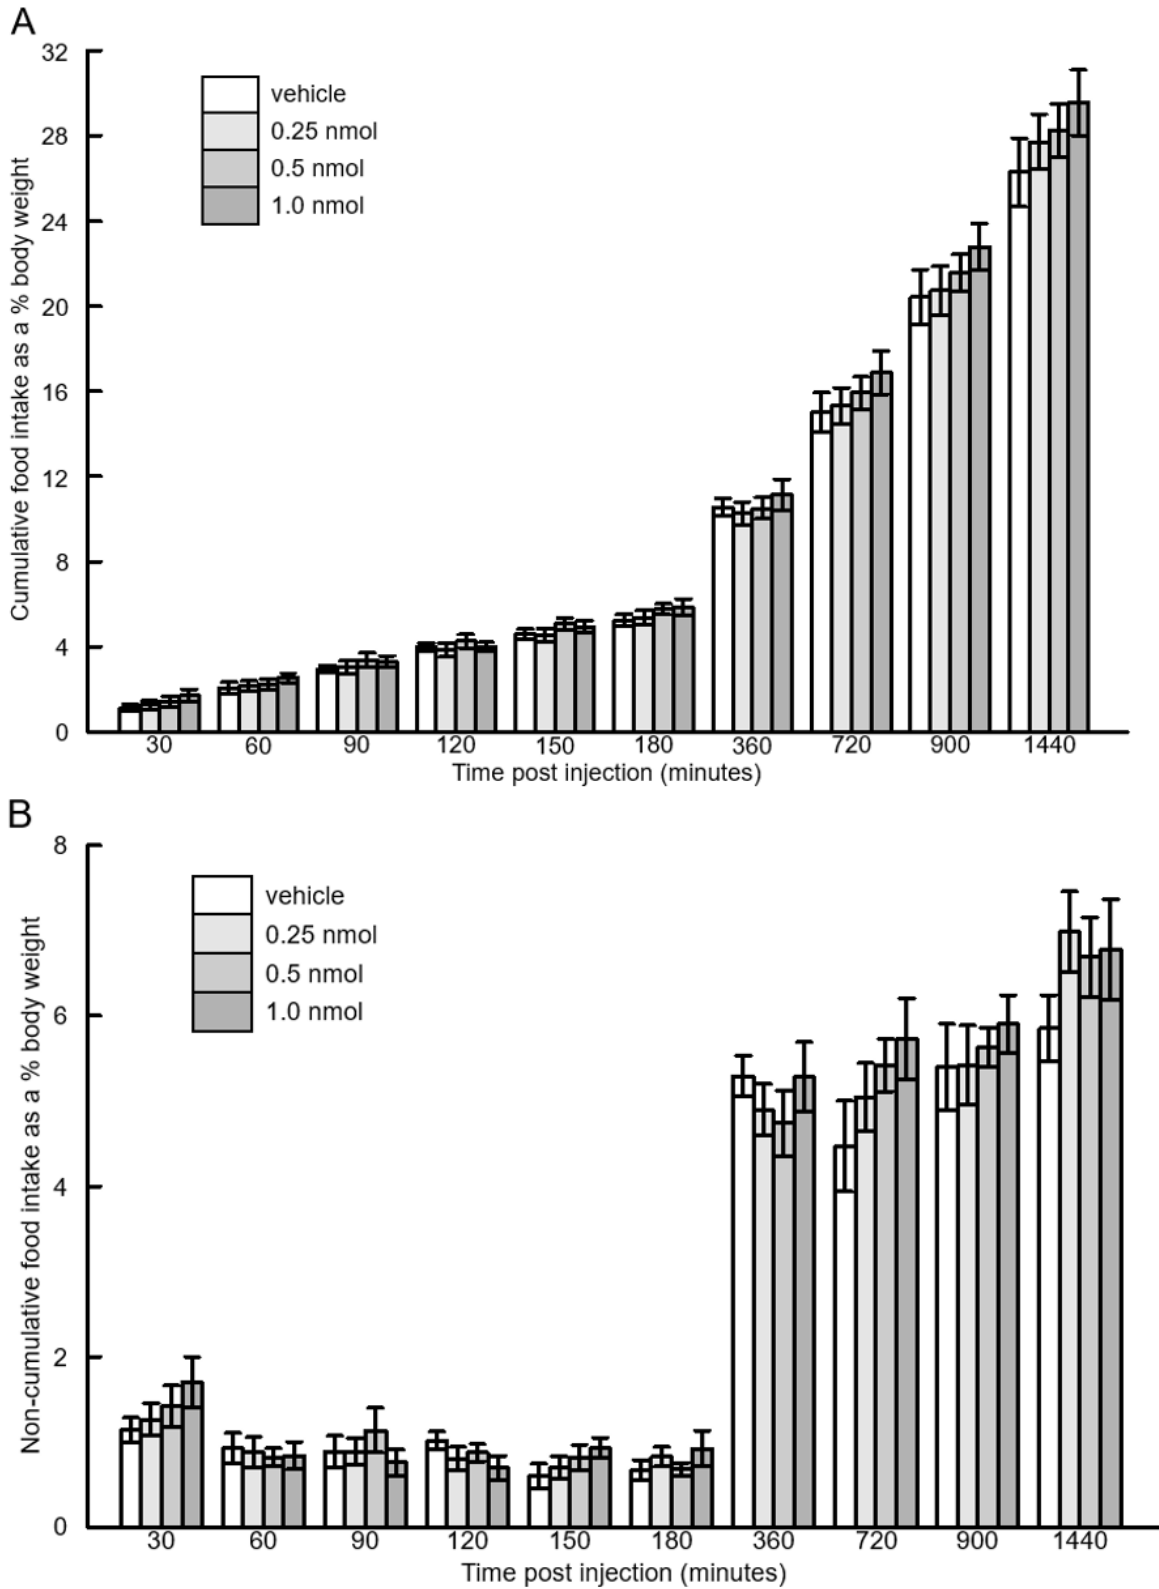 A
Cumulative food intake as a % body weight
32
28
24
20
16
12
8
4
0
vehicle
0.25 nmol
0.5 nmol
1.0 nmol
30 60 90 120 150 180 360 720 900 1440
Time post injection (minutes)
B
Non-cumulative food intake as a % body weight
8
6
4
2
0
vehicle
0.25 nmol
0.5 nmol
1.0 nmol
30 60 90 120 150 180 360 720 900 1440
Time post injection (minutes)